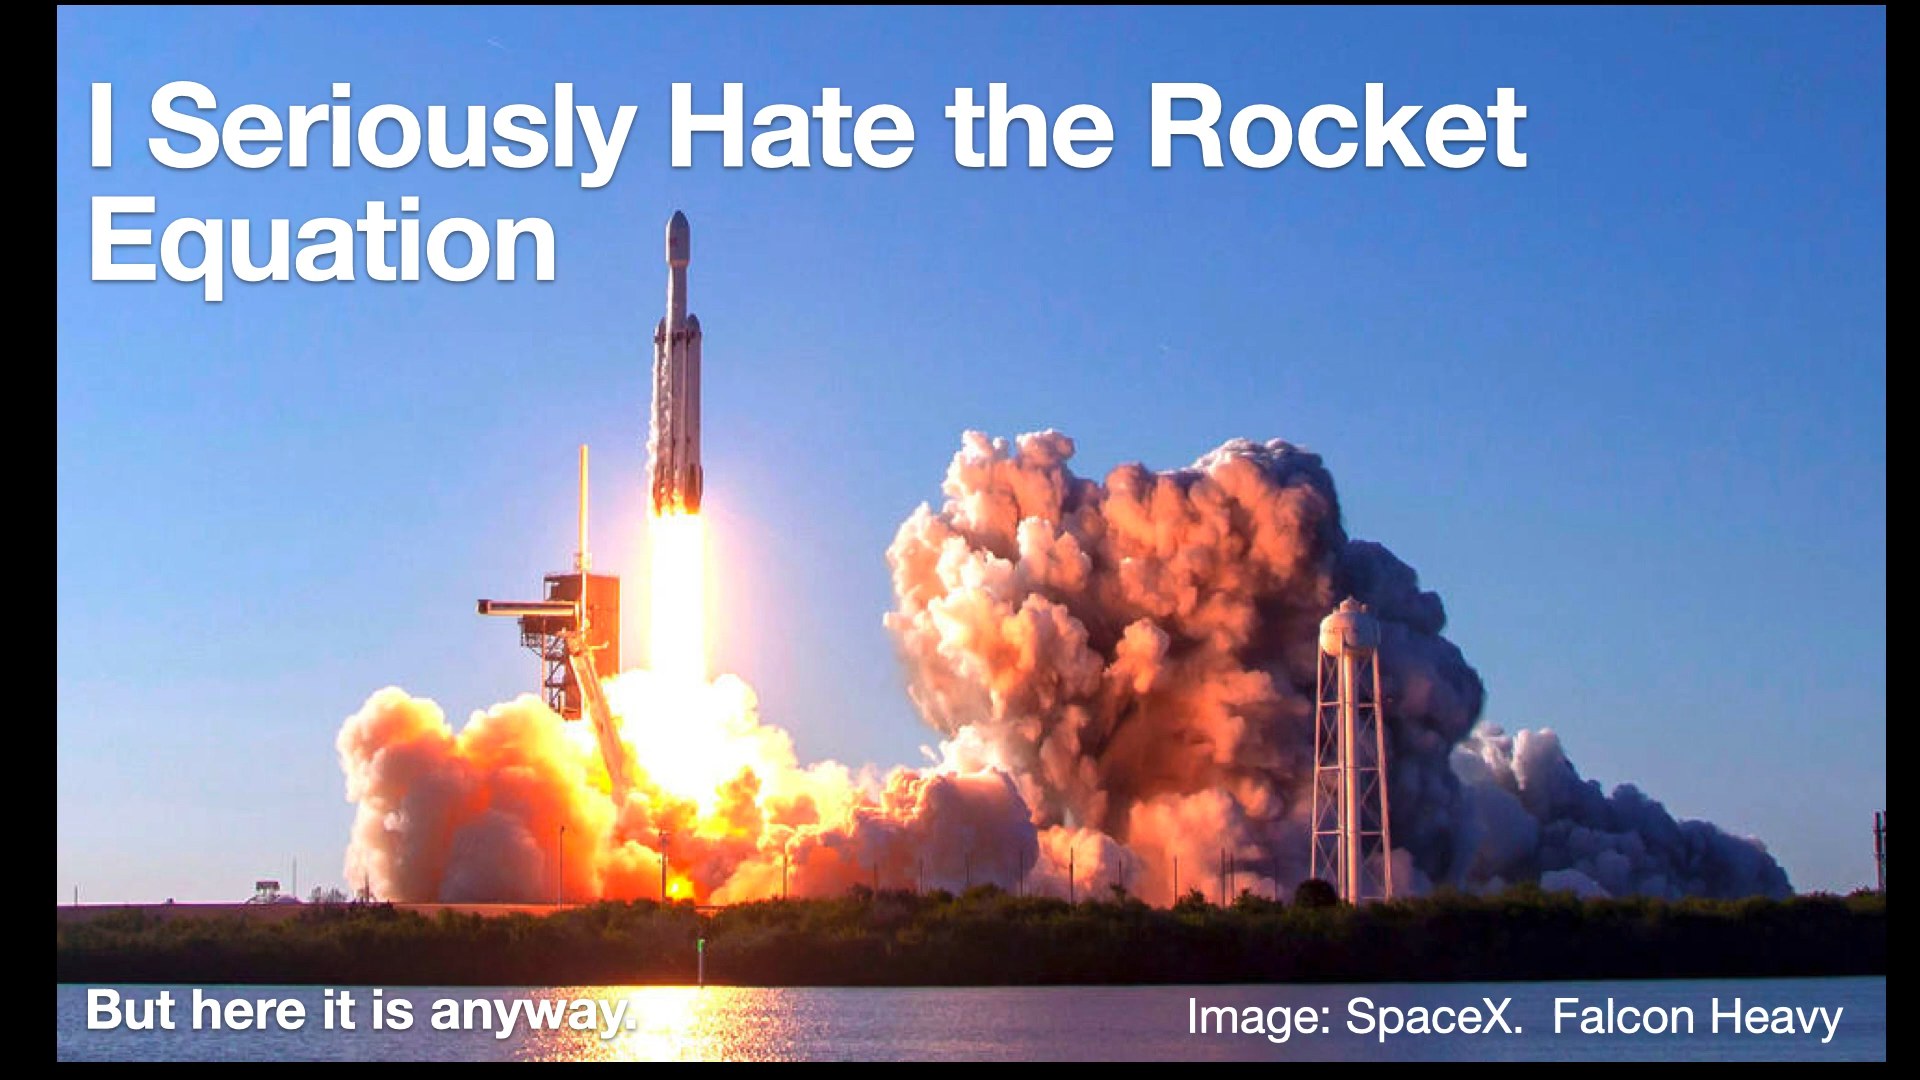 I Seriously Hate the Rocket
Equation
But here it is anyway.
Image: SpaceX.  Falcon Heavy